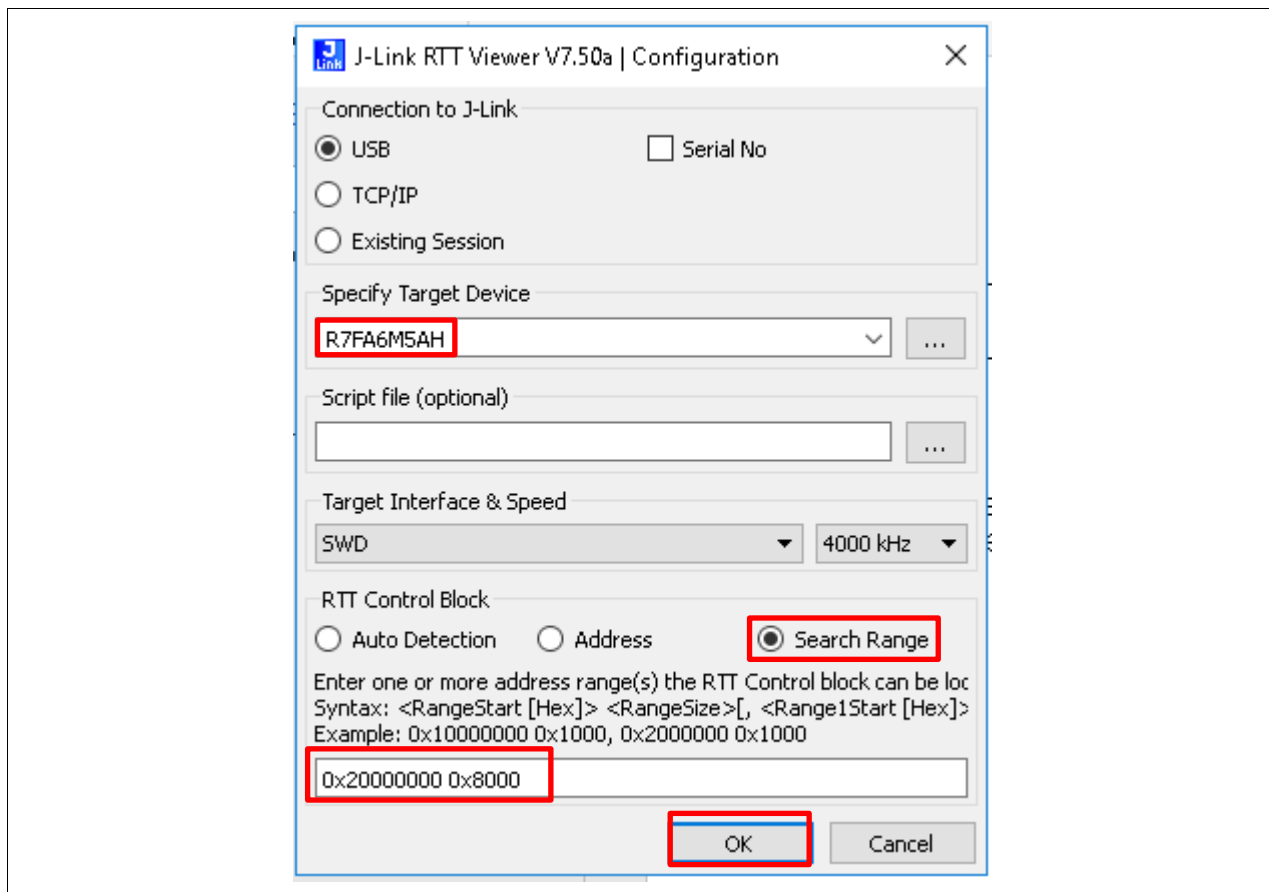 J Link J-Link RTT Viewer V7.50a | Configuration
Connection to J-Link
USB Serial No
TCP/IP
Existing Session
Specify Target Device
R7FA6M5AH ...
Script file (optional)
...
Target Interface & Speed
SWD 4000 kHz
RTT Control Block
Auto Detection Address Search Range
Enter one or more address range(s) the RTT Control block can be loc
Syntax: <RangeStart [Hex]> <RangeSize>[, <Range1Start [Hex]>
Example: 0x10000000 0x1000, 0x2000000 0x1000
0x20000000 0x8000
OK Cancel